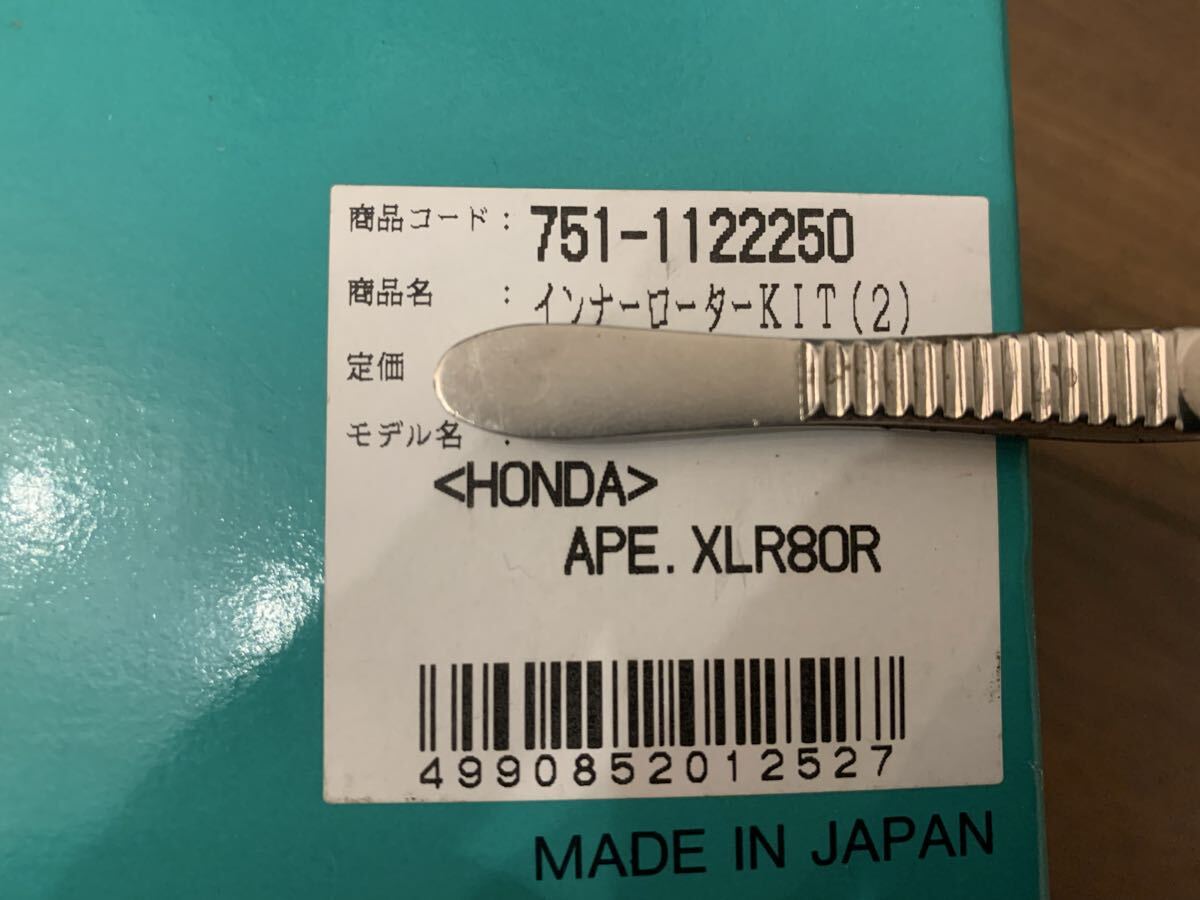 商品コード : 751-1122250
商品名 : インナーローターKIT(2)
定価
モデル名 :
<HONDA>
APE. XLR80R
4990852012527
MADE IN JAPAN